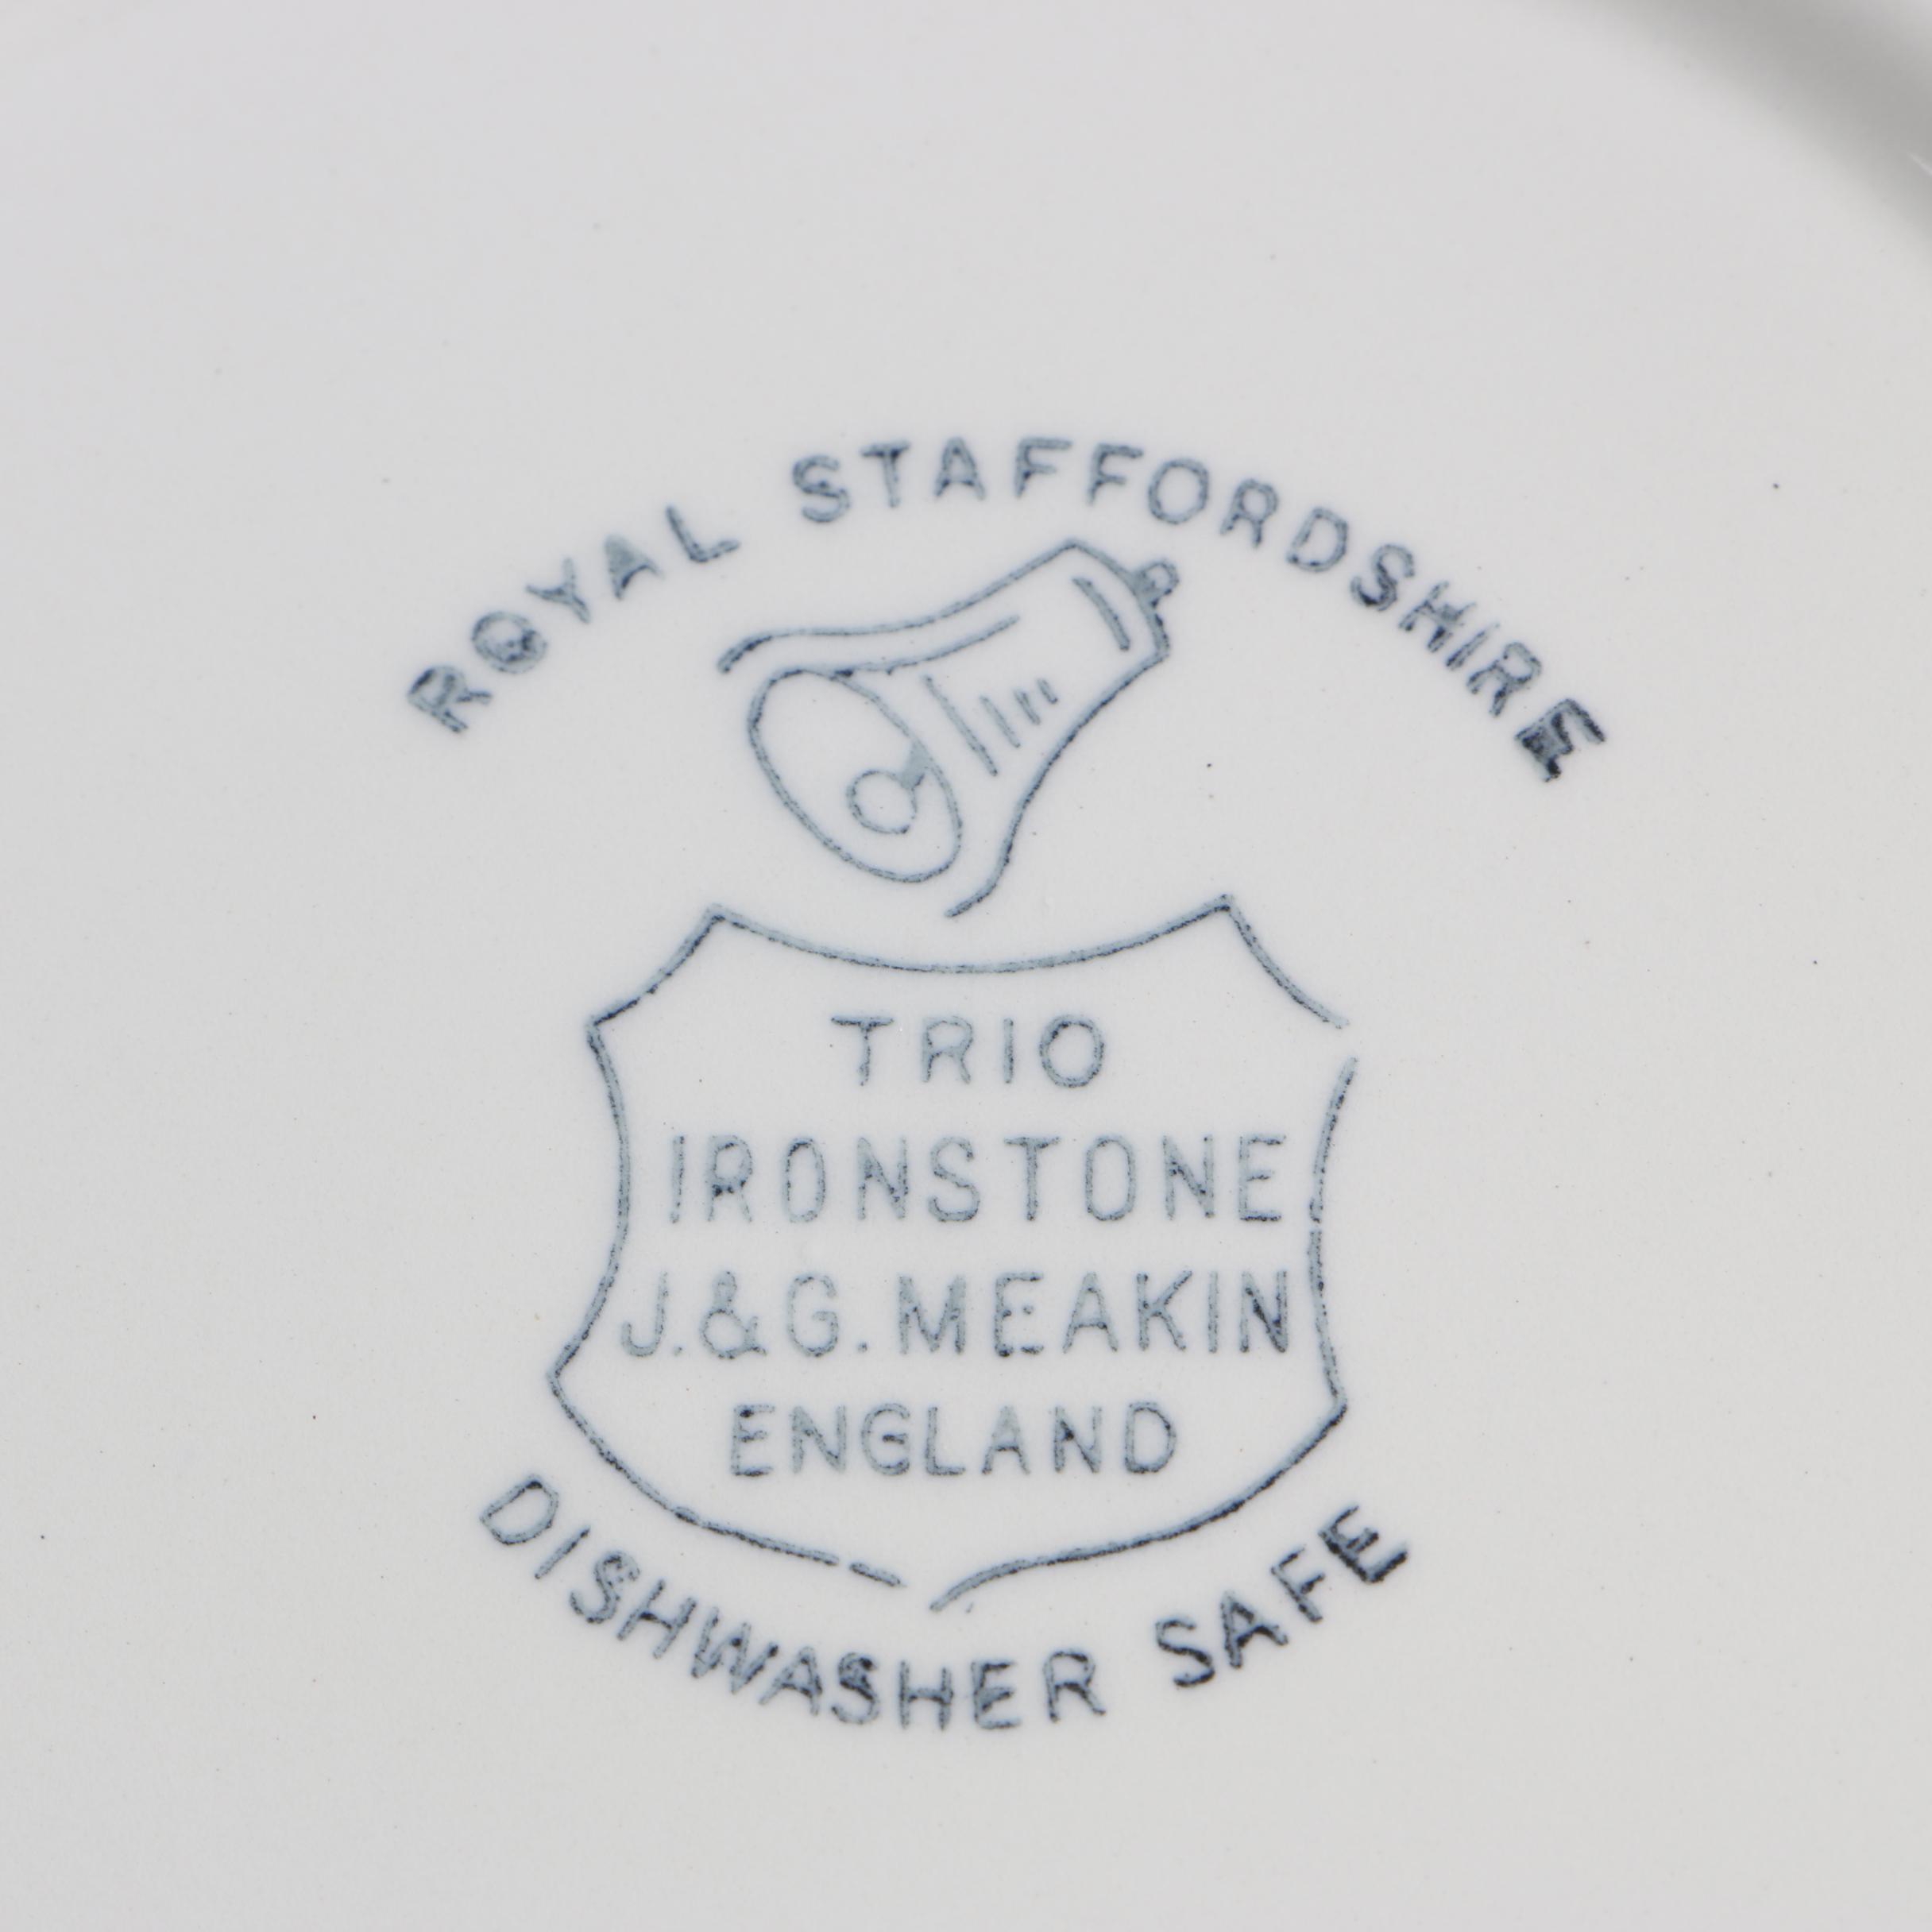 ROYAL STAFFORDSHIRE
TRIO
IRONSTONE
J.&G. MEAKIN
ENGLAND
DISHWASHER SAFE